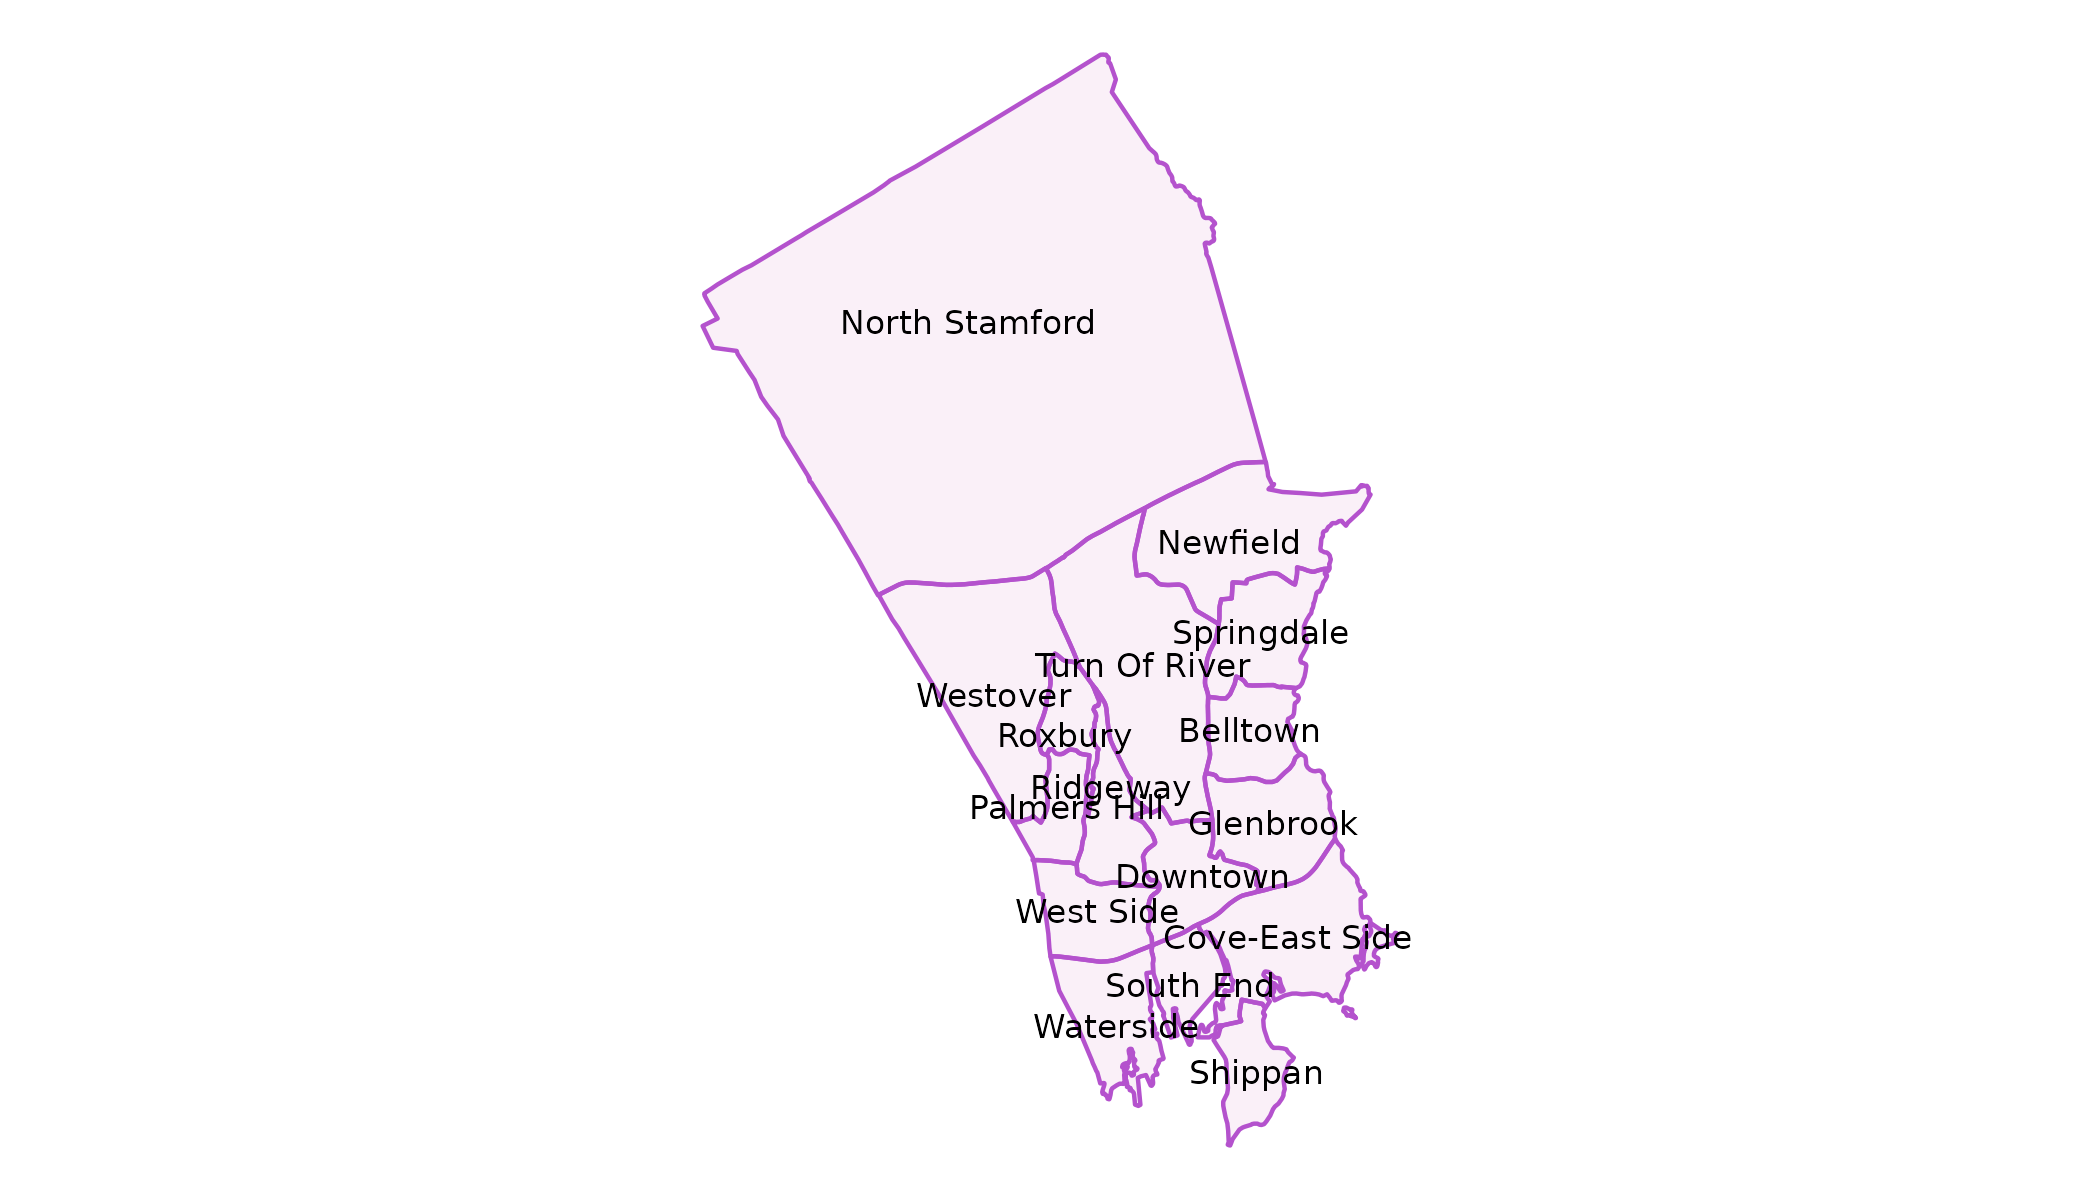 North Stamford
Newfield
Springdale
Turn Of River
Westover
Belltown
Roxbury
Ridgeway
Palmers Hill
Glenbrook
Downtown
West Side
Cove-East Side
South End
Waterside
Shippan